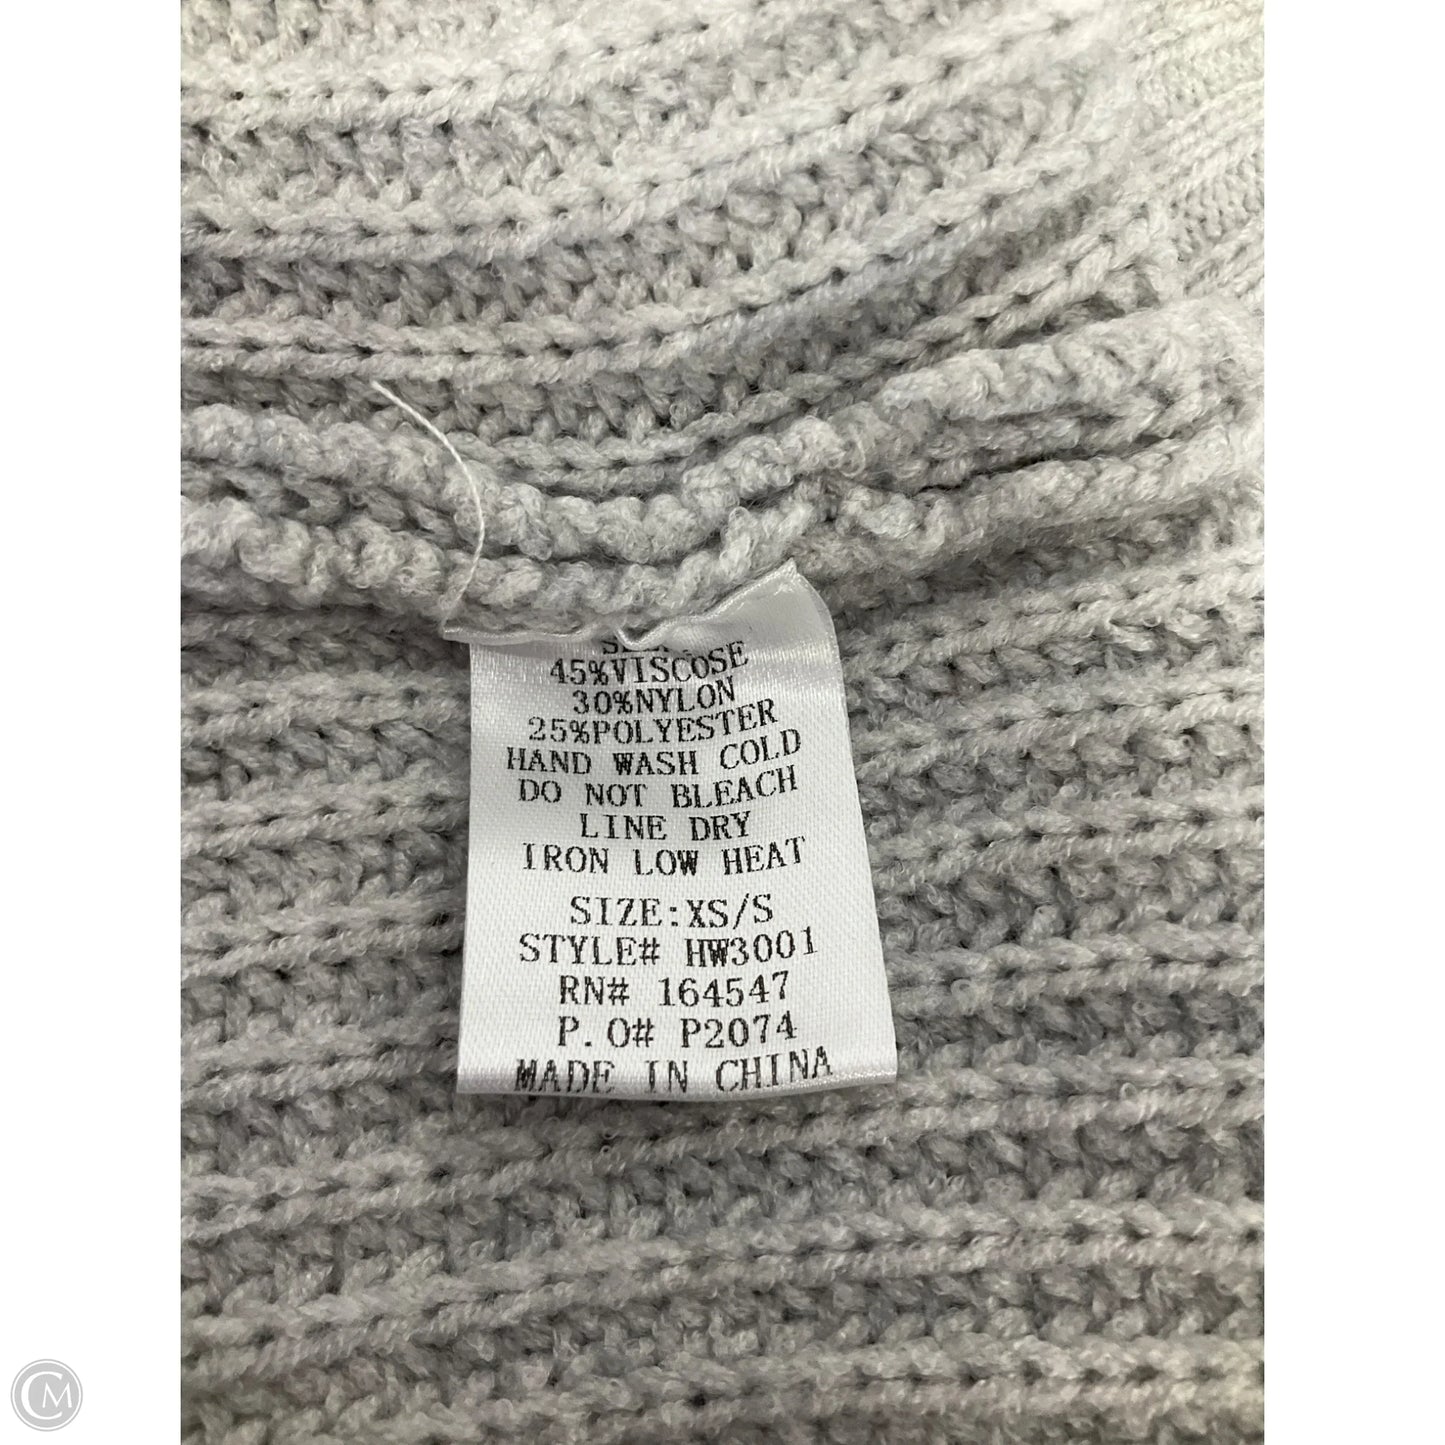 45%VISCOSE
30%NYLON
25%POLYESTER
HAND WASH COLD
DO NOT BLEACH
LINE DRY
IRON LOW HEAT
SIZE:XS/S
STYLE# HW3001
RN# 164547
P.O# P2074
MADE IN CHINA
CM